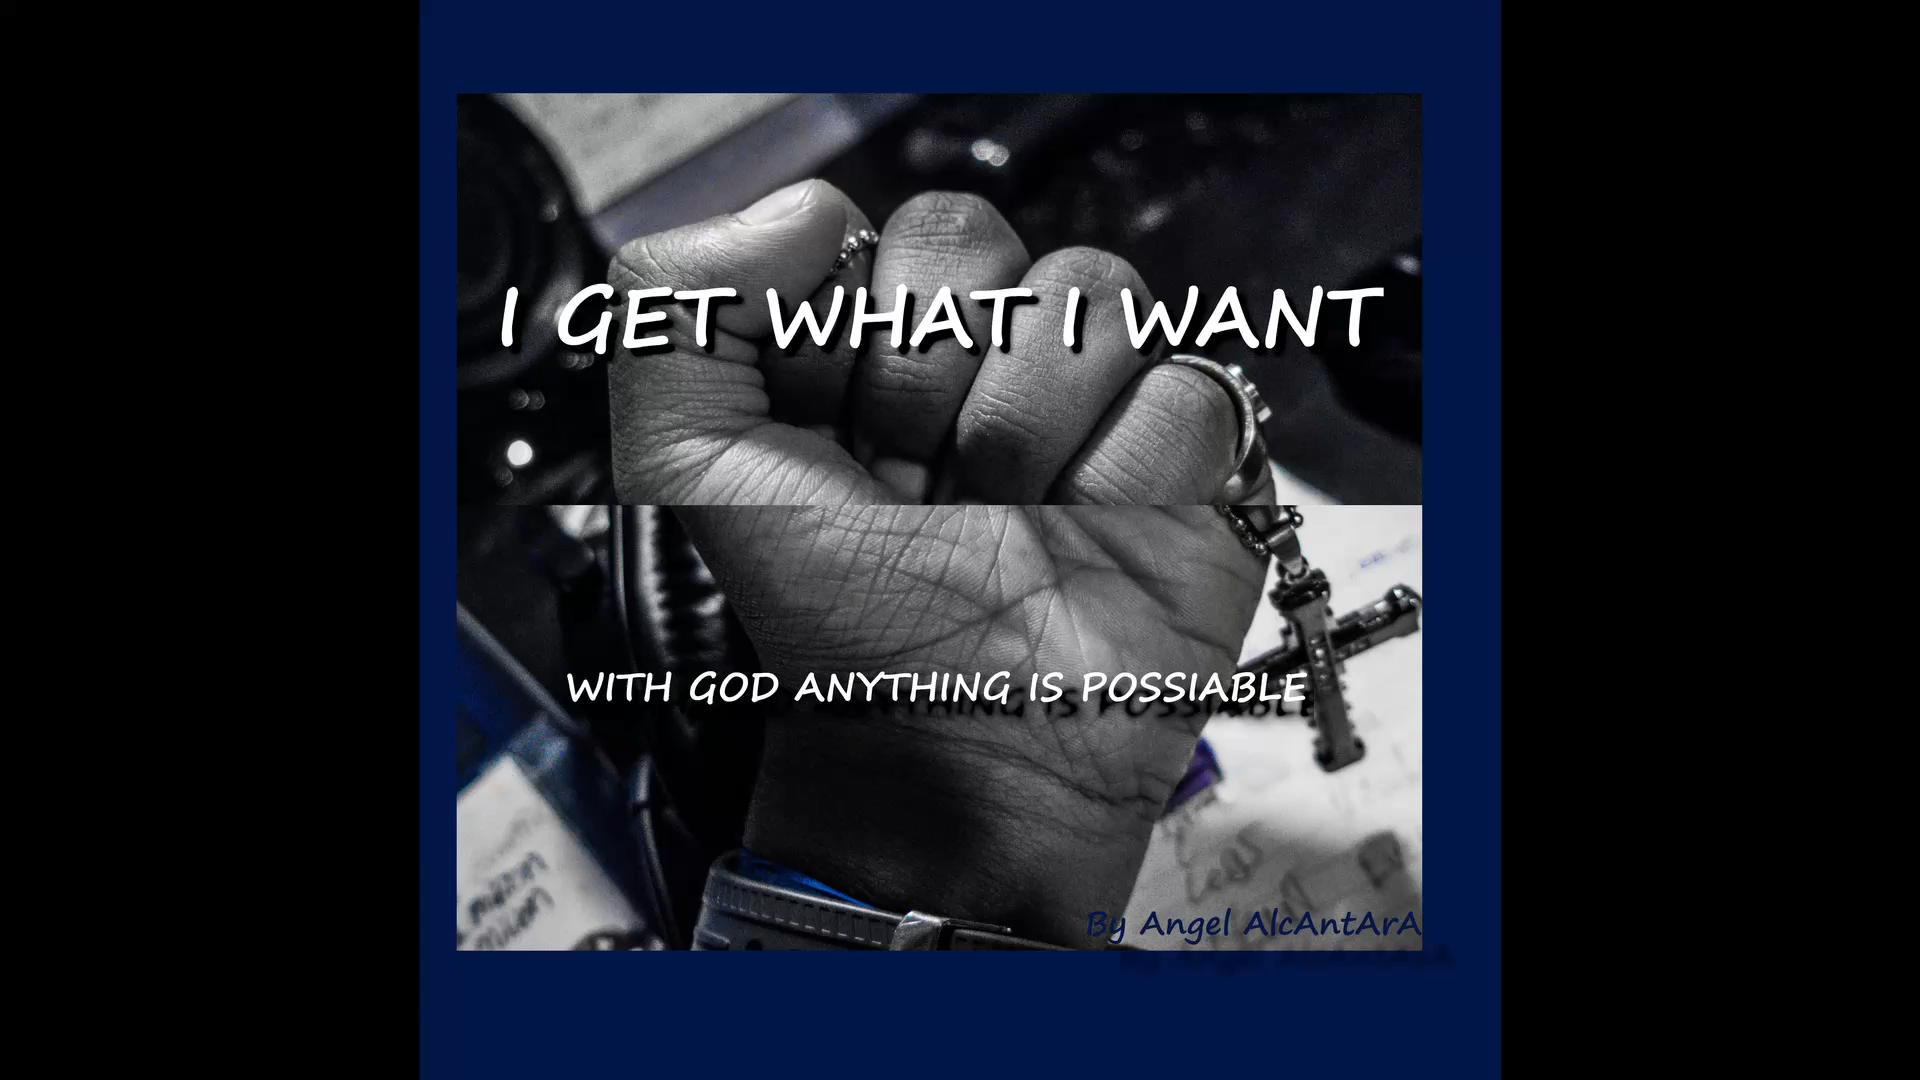 I GET WHAT I WANT
WITH GOD ANYTHING IS POSSIABLE
By Angel AlcAntArA